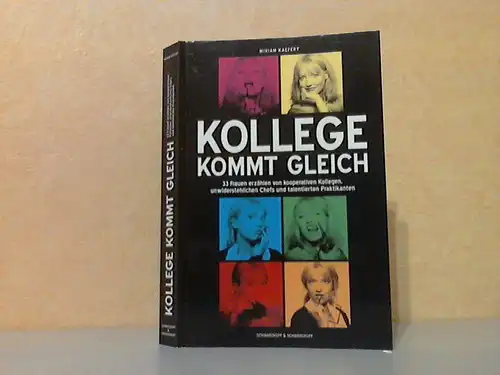 MIRIAM KAEFERT
KOLLEGE
KOMMT GLEICH
33 Frauen erzählen von kooperativen Kollegen,
unwiderstehlichen Chefs und talentierten Praktikanten
SCHWARZKOPF & SCHWARZKOPF
KOLLEGE KOMMT GLEICH